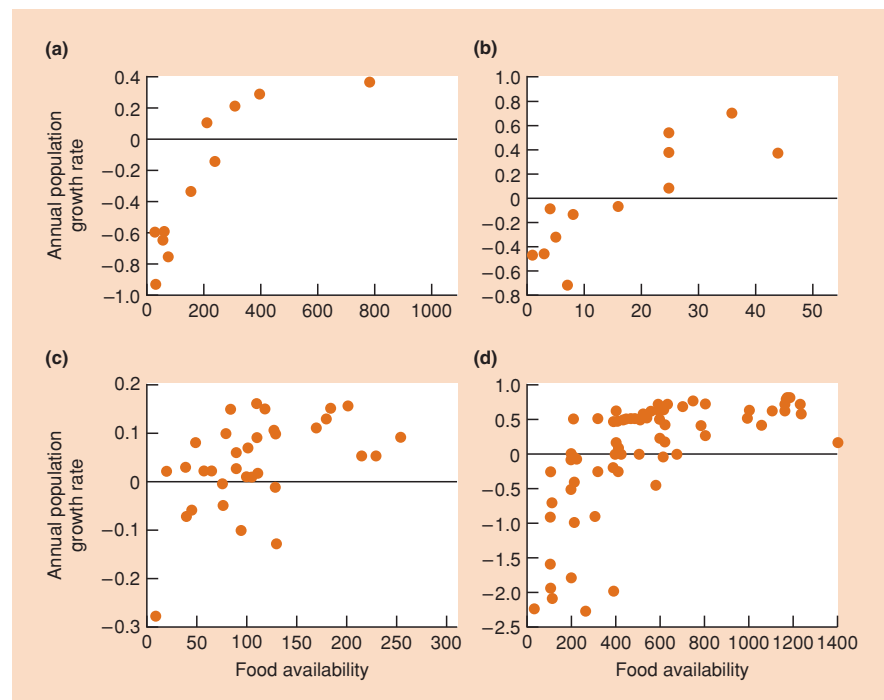 (a)
Annual population
growth rate
0.4
0.2
0
−0.2
−0.4
−0.6
−0.8
−1.0
0 200 400 600 800 1000
(b)
1.0
0.8
0.6
0.4
0.2
0
−0.2
−0.4
−0.6
−0.8
0 10 20 30 40 50
(c)
Annual population
growth rate
0.2
0.1
0
−0.1
−0.2
−0.3
0 50 100 150 200 250 300
Food availability
(d)
1.0
0.5
0
−0.5
−1.0
−1.5
−2.0
−2.5
0 200 400 600 800 1000 1200 1400
Food availability